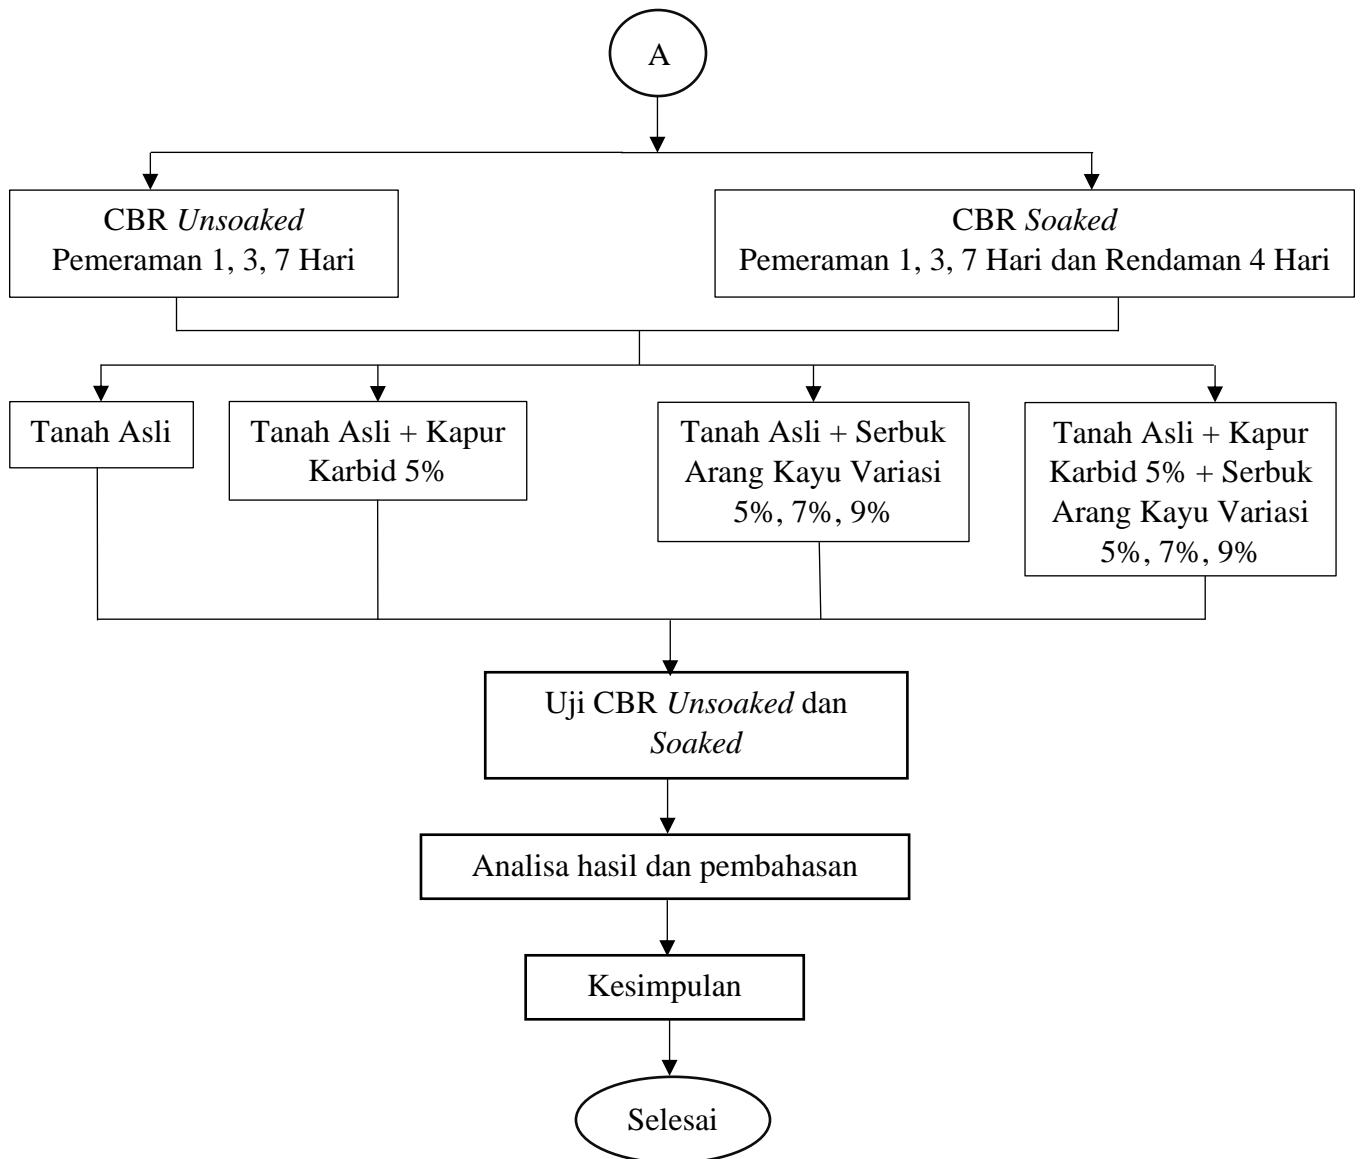 A
CBR Unsoaked
Pemeraman 1, 3, 7 Hari
CBR Soaked
Pemeraman 1, 3, 7 Hari dan Rendaman 4 Hari
Tanah Asli
Tanah Asli + Kapur
Karbid 5%
Tanah Asli + Serbuk
Arang Kayu Variasi
5%, 7%, 9%
Tanah Asli + Kapur
Karbid 5% + Serbuk
Arang Kayu Variasi
5%, 7%, 9%
Uji CBR Unsoaked dan
Soaked
Analisa hasil dan pembahasan
Kesimpulan
Selesai